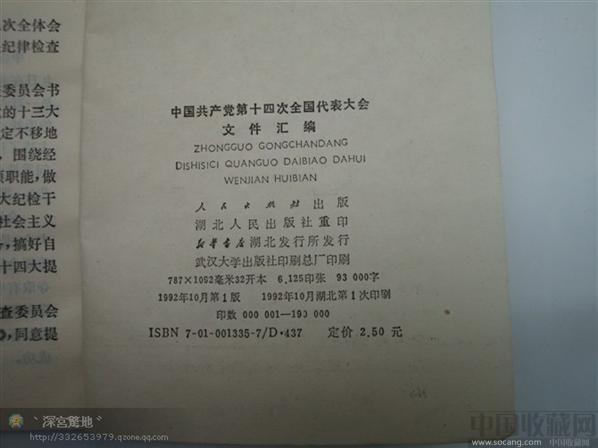 次全体会
纪律检查
委员会书
的十三大
定不移地
，围绕经
项职能，做
大纪检干
社会主义
，搞好自
十四大提
查委员会
，同意提
中国共产党第十四次全国代表大会
文件汇编
ZHONGGUO GONGCHANDANG
DISHISICI QUANGUO DAIBIAO DAHUI
WENJIAN HUIBIAN
人民出版社出版
湖北人民出版社重印
新华书店湖北发行所发行
武汉大学出版社印刷总厂印刷
787×1092毫米32开本 6.125印张 93 000字
1992年10月第1版 1992年10月湖北第1次印刷
印数 000 001—190 000
ISBN 7-01-001335-7/D·437 定价 2.50 元
｀深宫墓地゛
http://332653979.qzone.qq.com
中国收藏网
www.socang.com